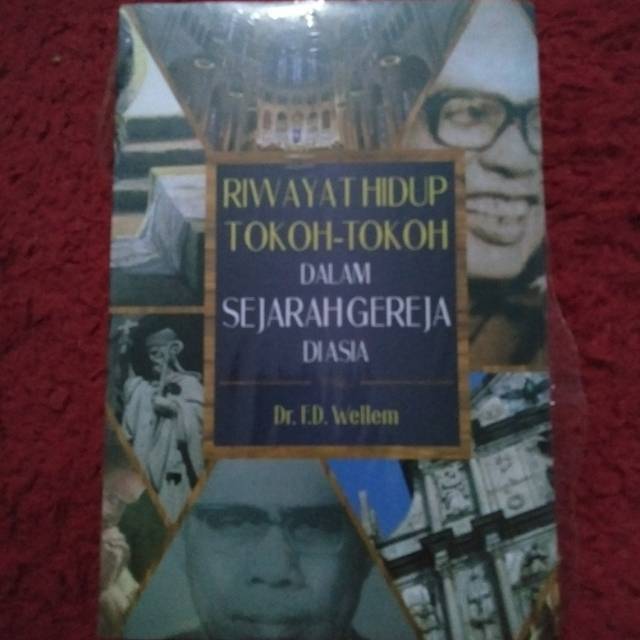 RIWAYAT HIDUP
TOKOH-TOKOH
DALAM
SEJARAH GEREJA
DI ASIA
Dr. F.D. Wellem